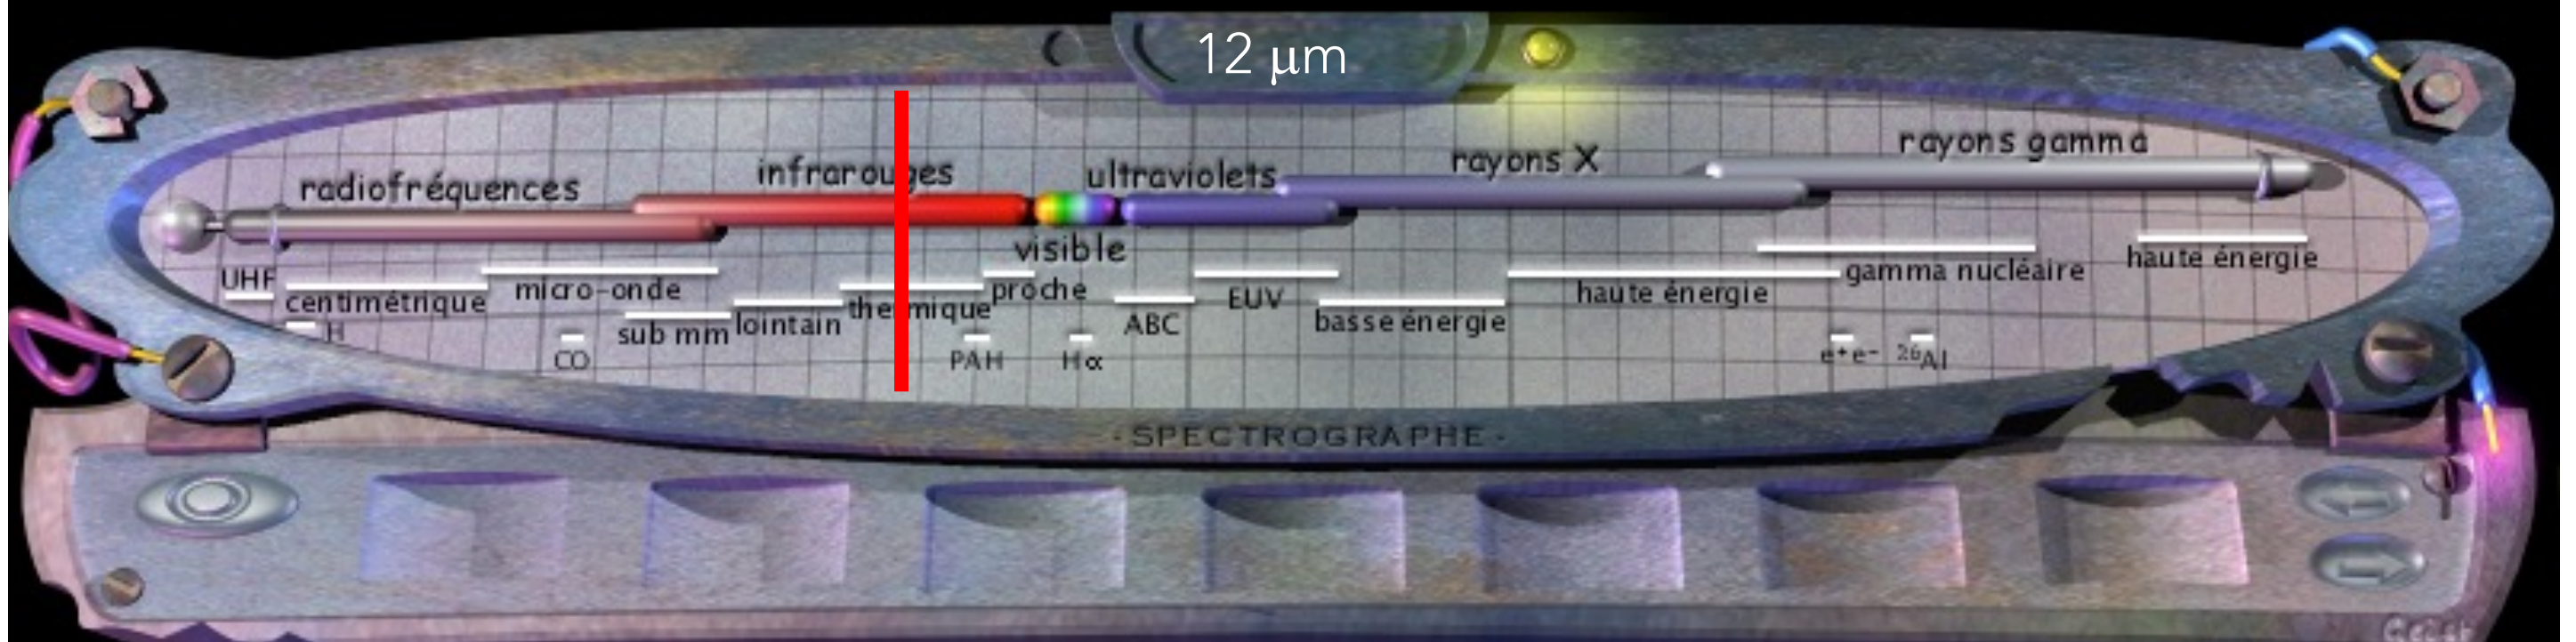 12 μm
rayons gamma
rayons X
infrarouges
ultraviolets
radiofréquences
visible
haute énergie
gamma nucléaire
UHF
centimétrique
micro-onde
proche
thermique
haute énergie
EUV
lointain
sub mm
ABC
basse énergie
H
CO
PAH
Hα
e+e-
26Al
- SPECTROGRAPHE -